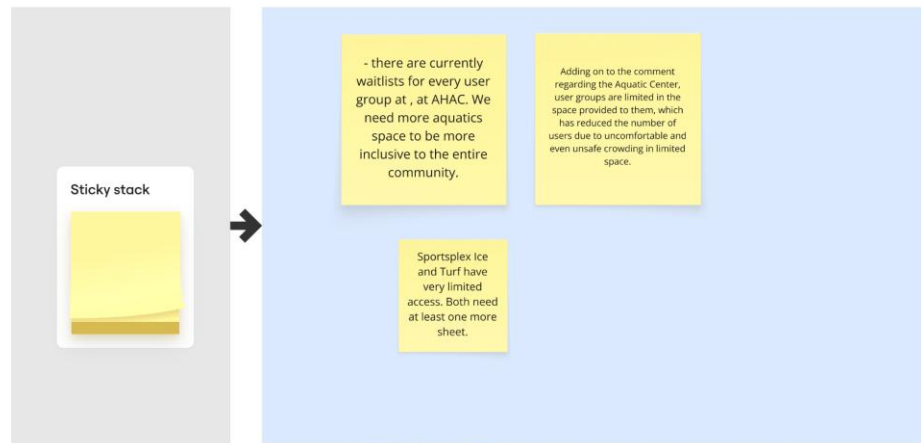 Sticky stack
- there are currently
waitlists for every user
group at , at AHAC. We
need more aquatics
space to be more
inclusive to the entire
community.
Adding on to the comment
regarding the Aquatic Center,
user groups are limited in the
space provided to them, which
has reduced the number of
users due to uncomfortable and
even unsafe crowding in limited
space.
Sportsplex Ice
and Turf have
very limited
access. Both need
at least one more
sheet.